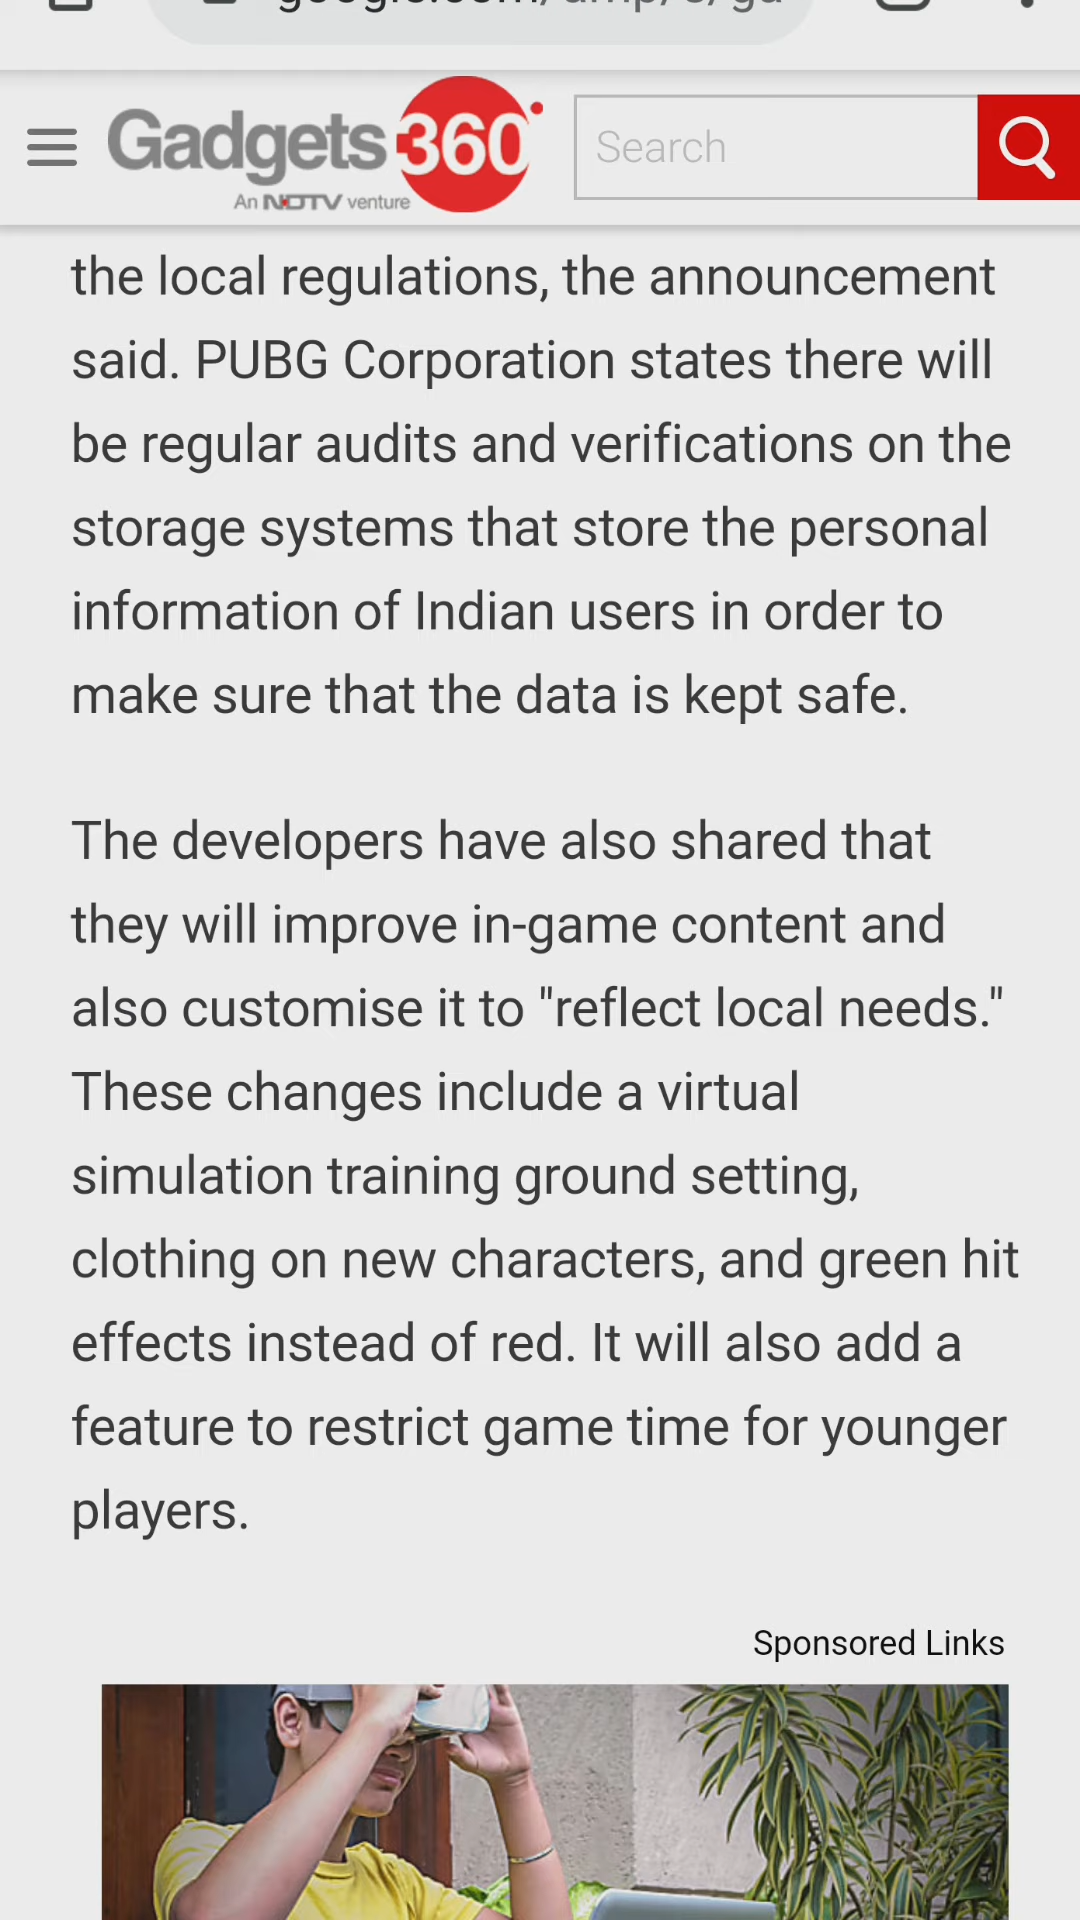 Gadgets 360
An NDTV venture
Search
the local regulations, the announcement
said. PUBG Corporation states there will
be regular audits and verifications on the
storage systems that store the personal
information of Indian users in order to
make sure that the data is kept safe.
The developers have also shared that
they will improve in-game content and
also customise it to "reflect local needs."
These changes include a virtual
simulation training ground setting,
clothing on new characters, and green hit
effects instead of red. It will also add a
feature to restrict game time for younger
players.
Sponsored Links